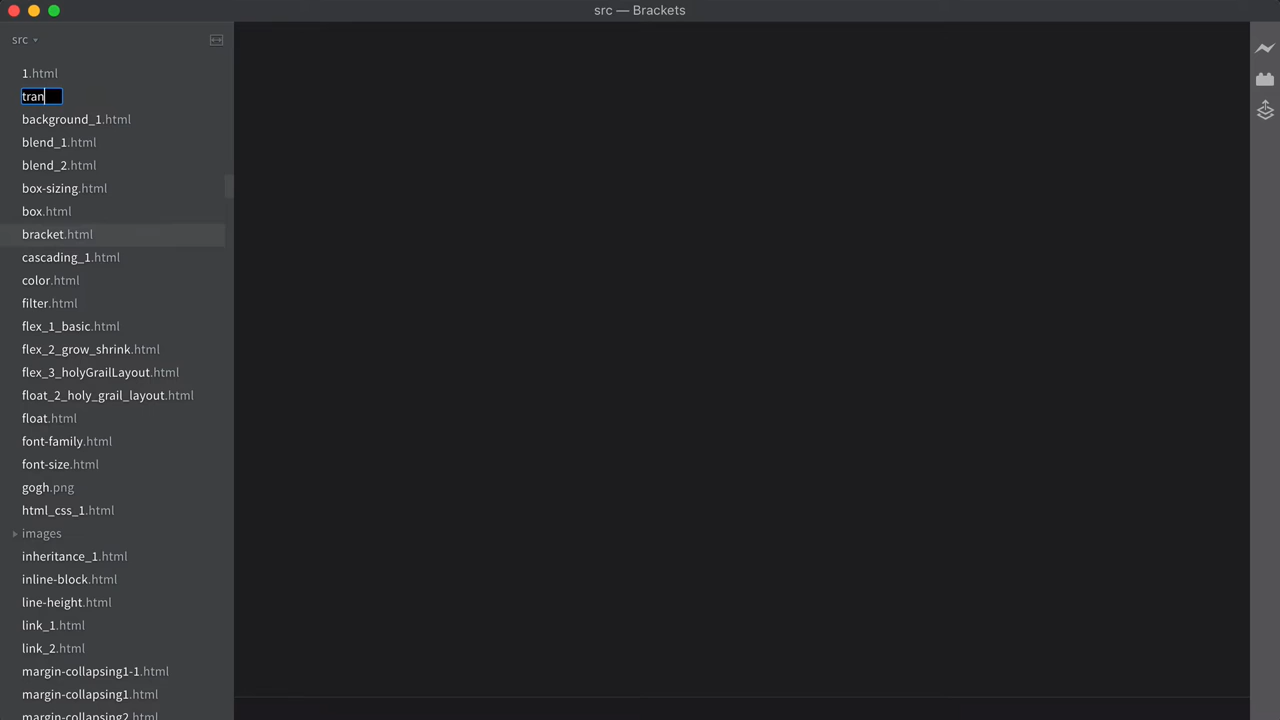 src — Brackets
src
1.html
tran
background_1.html
blend_1.html
blend_2.html
box-sizing.html
box.html
bracket.html
cascading_1.html
color.html
filter.html
flex_1_basic.html
flex_2_grow_shrink.html
flex_3_holyGrailLayout.html
float_2_holy_grail_layout.html
float.html
font-family.html
font-size.html
gogh.png
html_css_1.html
images
inheritance_1.html
inline-block.html
line-height.html
link_1.html
link_2.html
margin-collapsing1-1.html
margin-collapsing1.html
margin-collapsing2.html